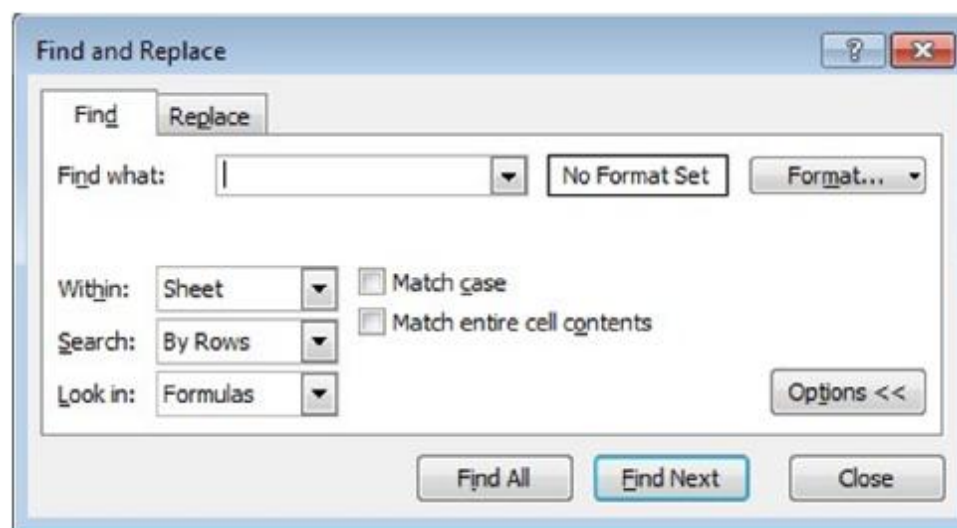 Find and Replace
Find Replace
Find what: No Format Set Format...
Within: Sheet Match case
Match entire cell contents
Search: By Rows
Look in: Formulas Options <<
Find All Find Next Close